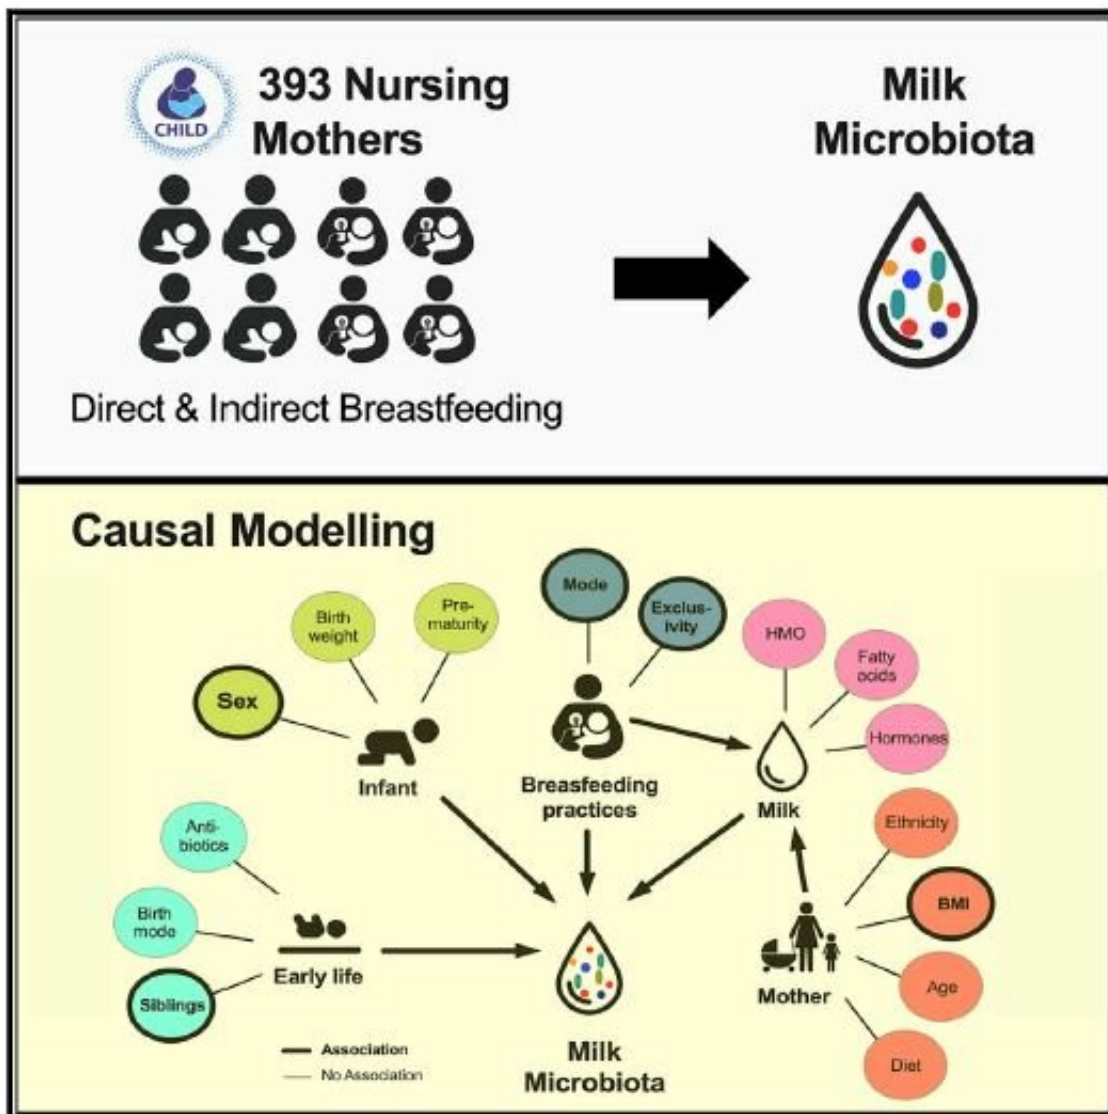 CHILD
393 Nursing
Mothers
Direct & Indirect Breastfeeding
Milk
Microbiota
Causal Modelling
Mode
Exclus-
ivity
Birth
weight
Pre-
maturity
Sex
Infant
Breasfeeding
practices
HMO
Fatty
acids
Hormones
Milk
Anti-
biotics
Birth
mode
Siblings
Early life
Ethnicity
BMI
Age
Diet
Mother
Association
No Association
Milk
Microbiota